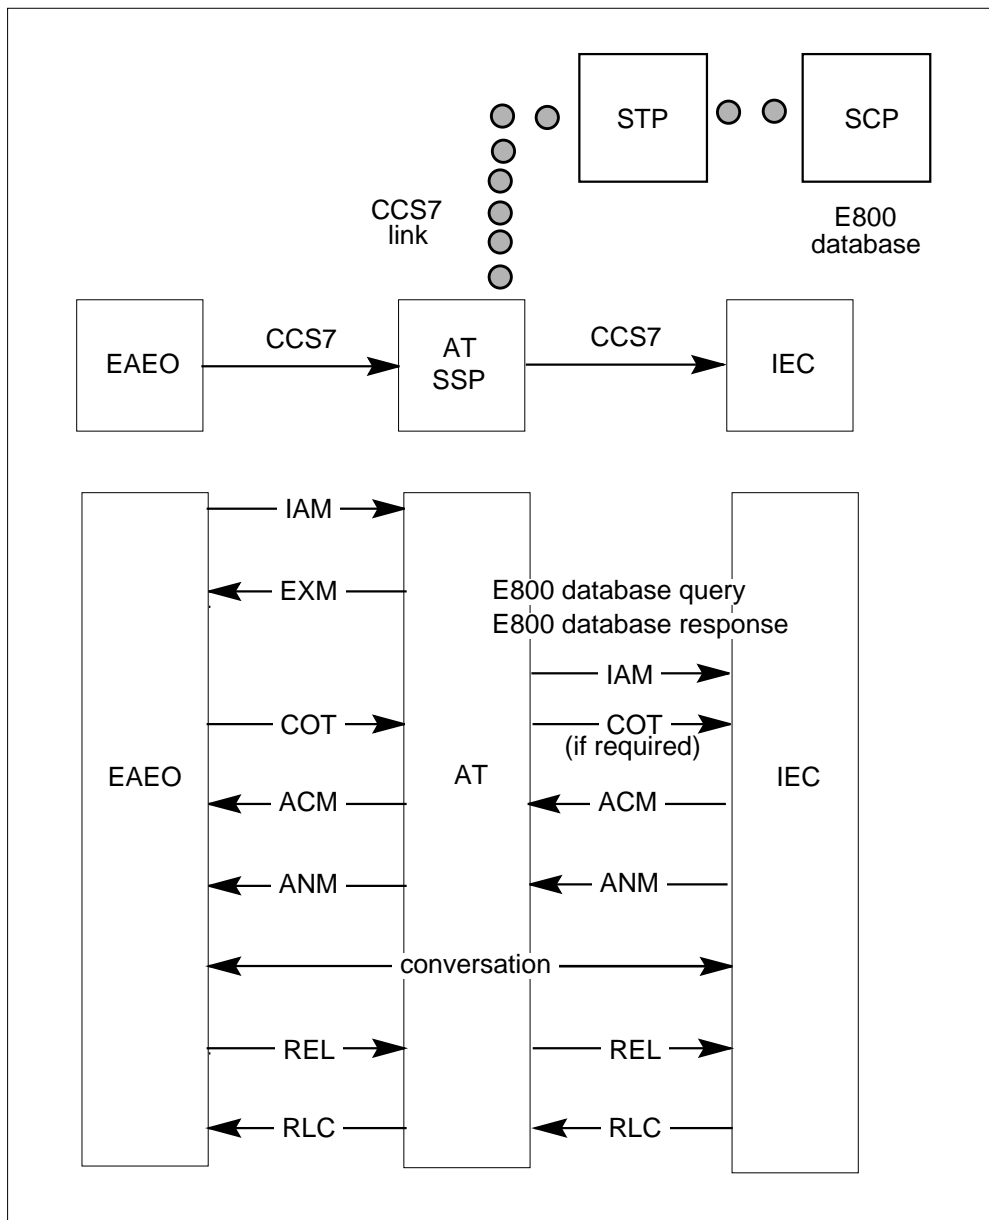 STP
SCP
CCS7
link
E800
database
EAEO
CCS7
AT
SSP
CCS7
IEC
IAM
EXM
E800 database query
E800 database response
IAM
COT
COT
(if required)
EAEO
AT
IEC
ACM
ACM
ANM
ANM
conversation
REL
REL
RLC
RLC